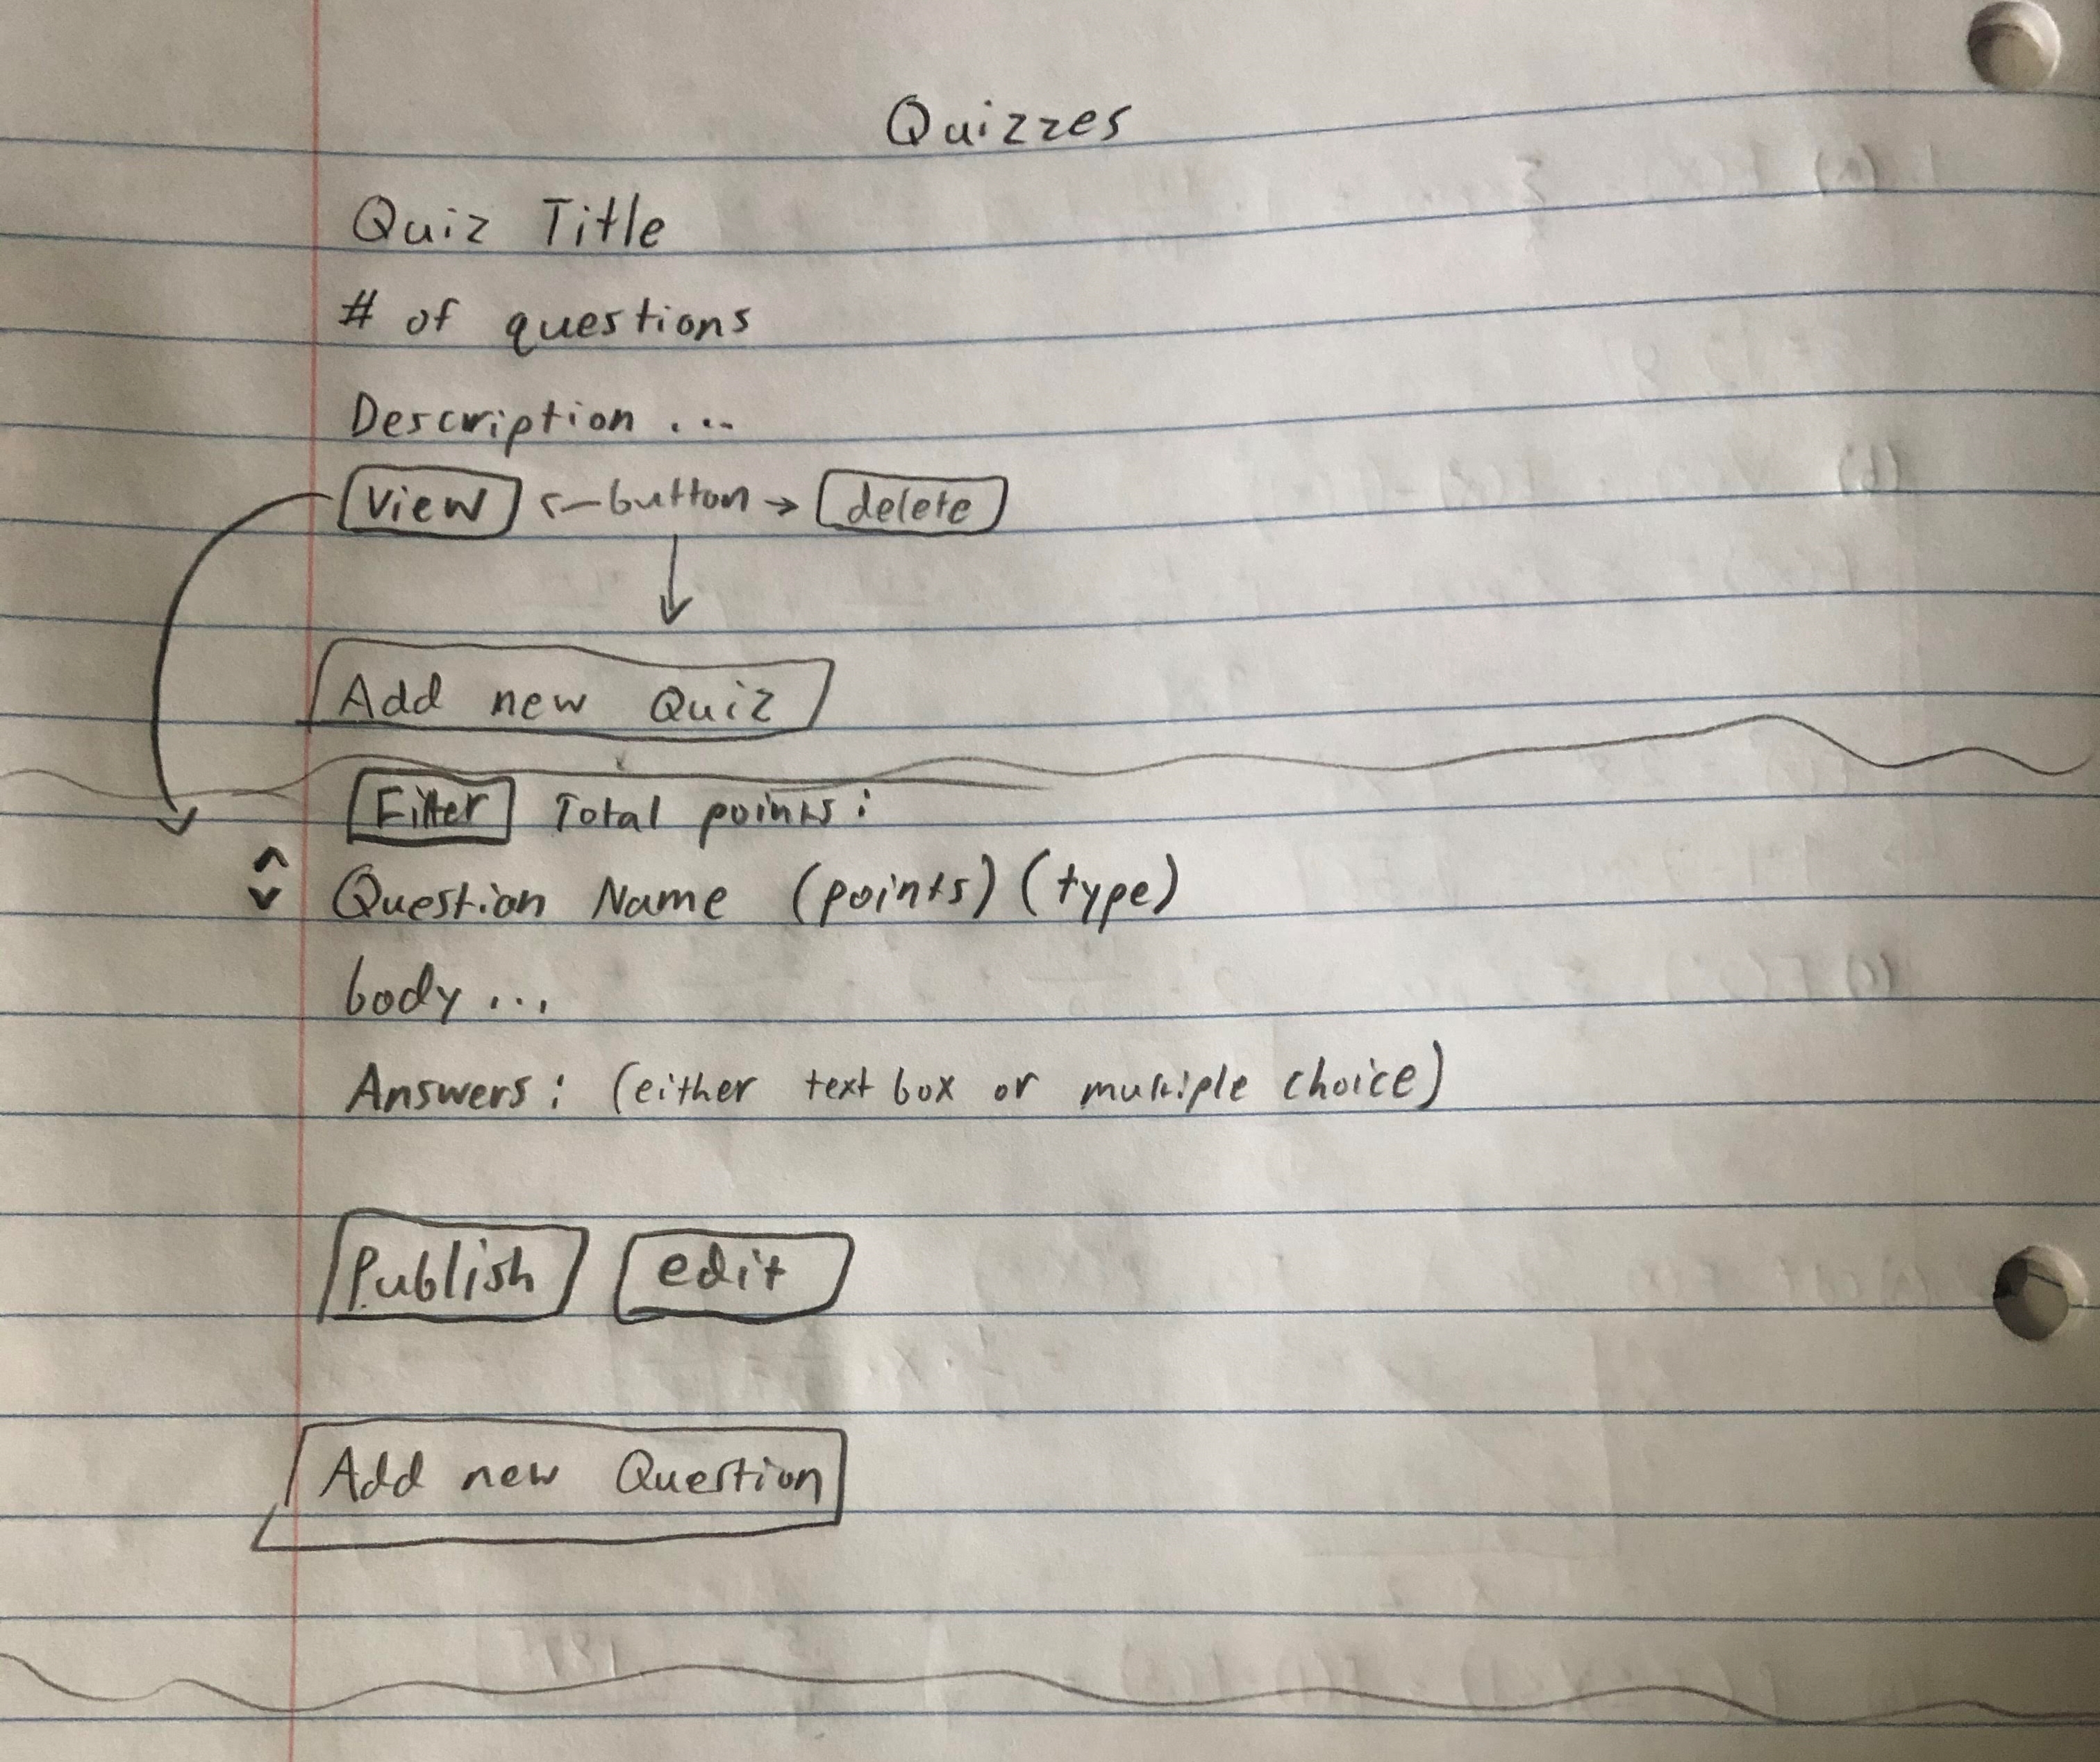 Quizzes
Quiz Title
# of questions
Description ...
View ← button → delete
Add new Quiz
Filter Total points:
Question Name (points) (type)
body ...
Answers: (either text box or multiple choice)
Publish edit
Add new Question